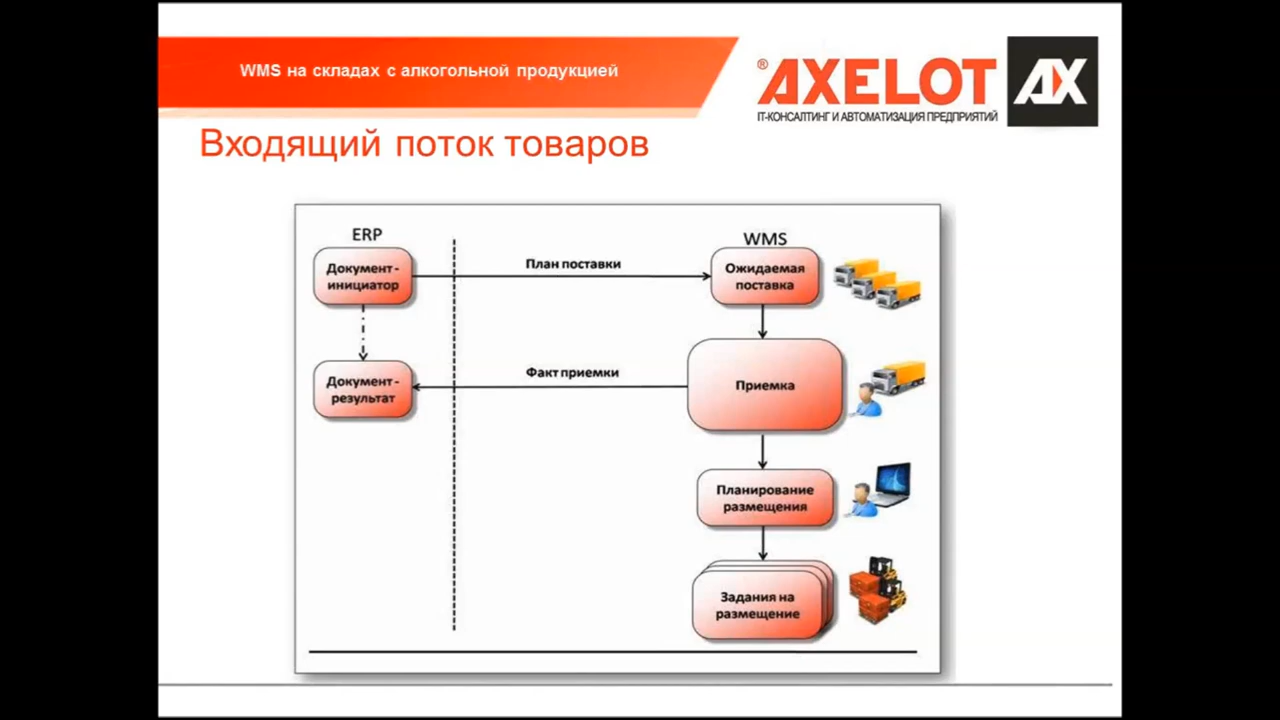 WMS на складах с алкогольной продукцией
®AXELOT AX
IT-КОНСАЛТИНГ И АВТОМАТИЗАЦИЯ ПРЕДПРИЯТИЙ
Входящий поток товаров
ERP
WMS
Документ-
инициатор
План поставки
Ожидаемая
поставка
Документ-
результат
Факт приемки
Приемка
Планирование
размещения
Задания на
размещение